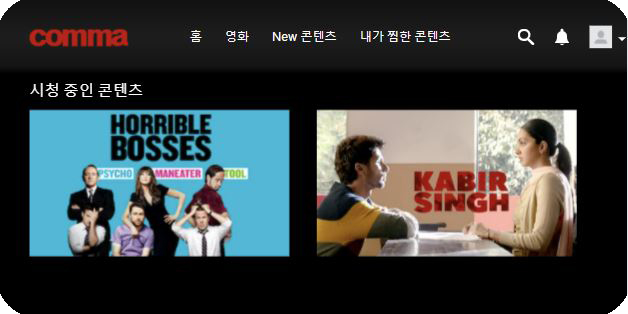 comma 홈 영화 New 콘텐츠 내가 찜한 콘텐츠
시청 중인 콘텐츠
HORRIBLE
BOSSES
PSYCHO MANEATER TOOL
KABIR
SINGH